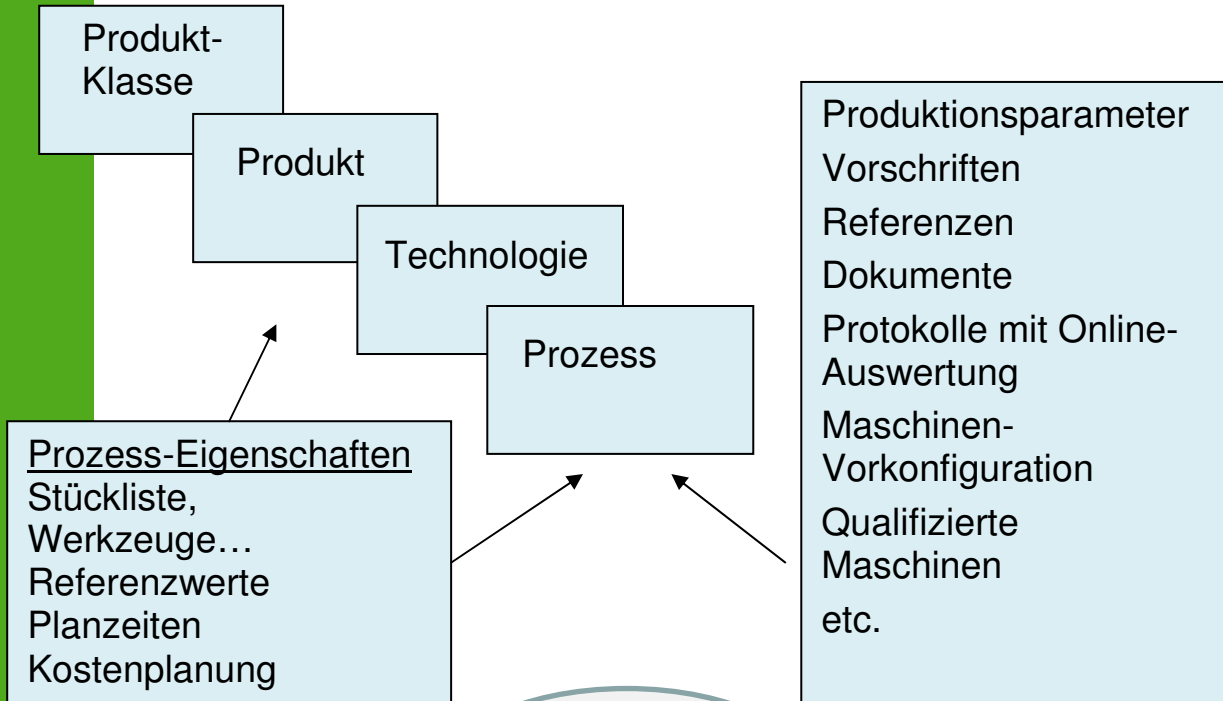 Produkt-
Klasse
Produkt
Technologie
Prozess
Prozess-Eigenschaften
Stückliste,
Werkzeuge…
Referenzwerte
Planzeiten
Kostenplanung
Produktionsparameter
Vorschriften
Referenzen
Dokumente
Protokolle mit Online-
Auswertung
Maschinen-
Vorkonfiguration
Qualifizierte
Maschinen
etc.